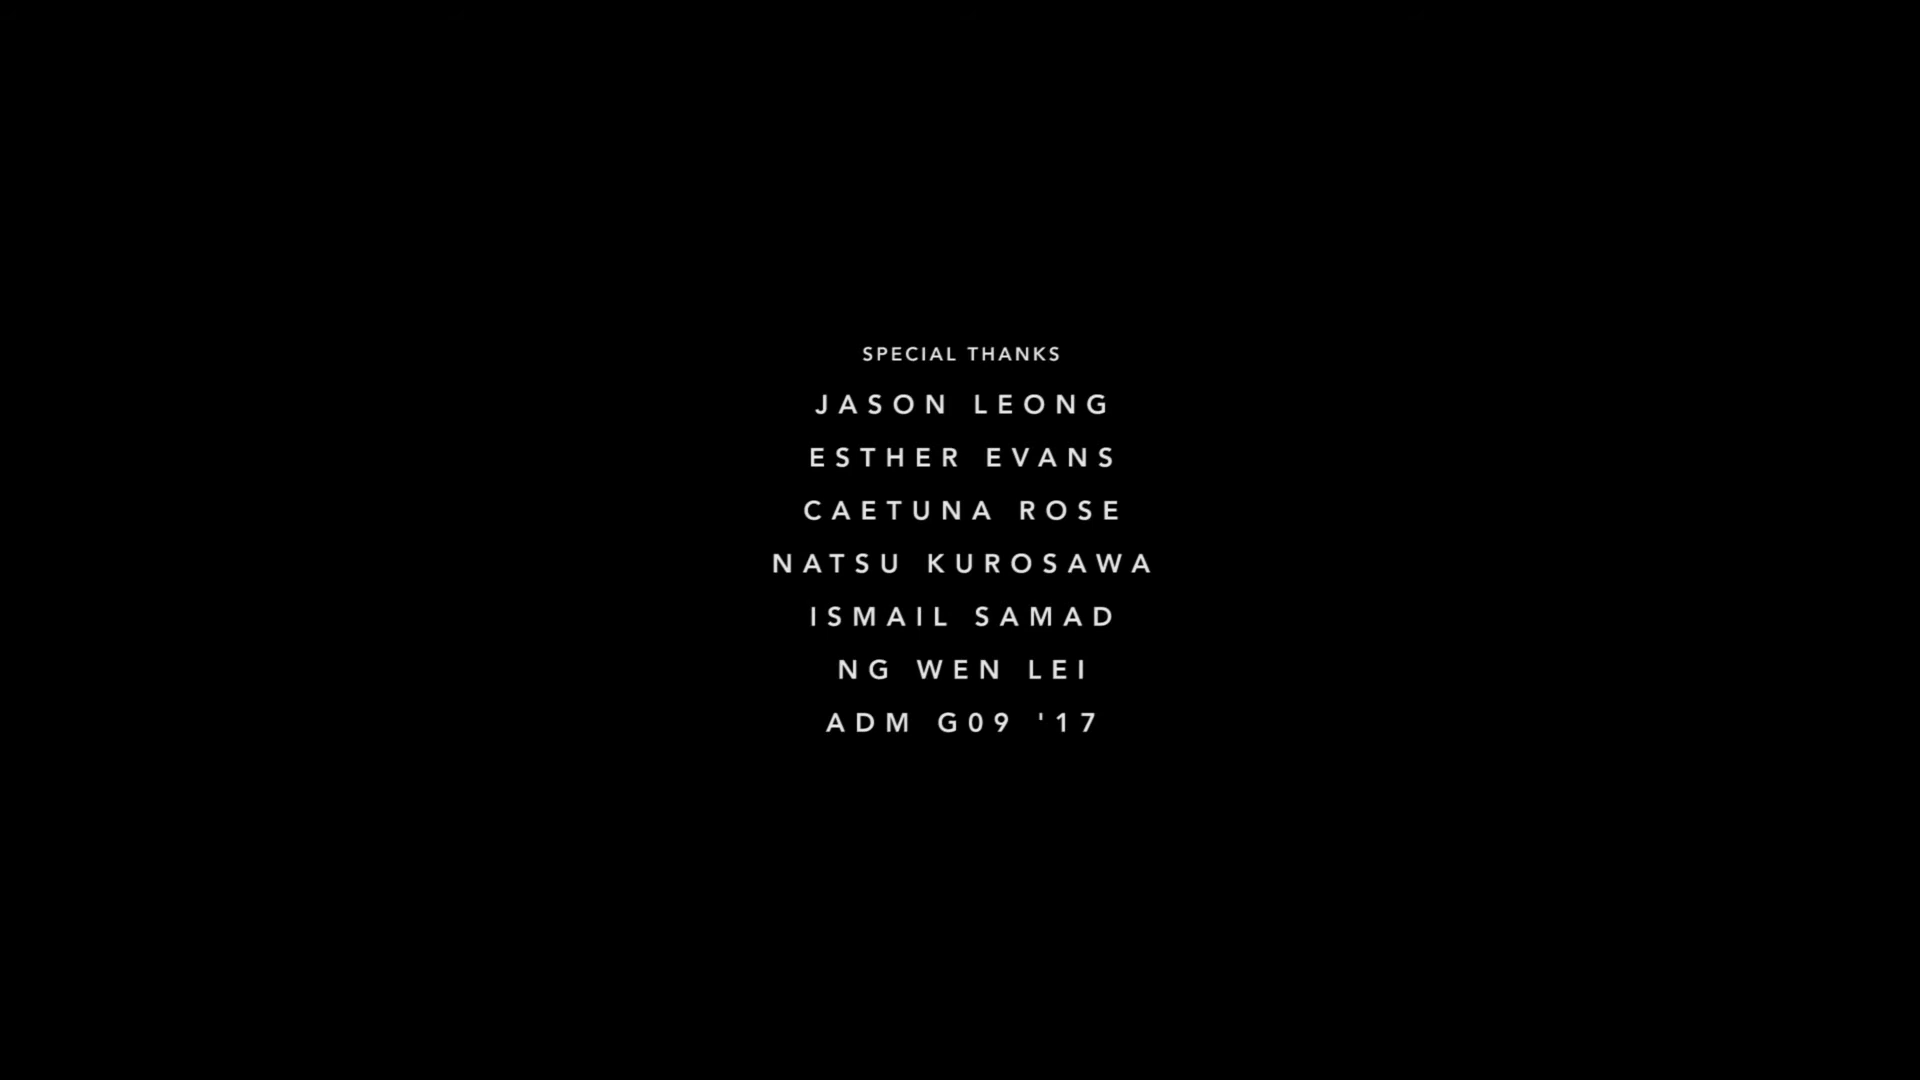 SPECIAL THANKS
JASON LEONG
ESTHER EVANS
CAETUNA ROSE
NATSU KUROSAWA
ISMAIL SAMAD
NG WEN LEI
ADM G09 '17